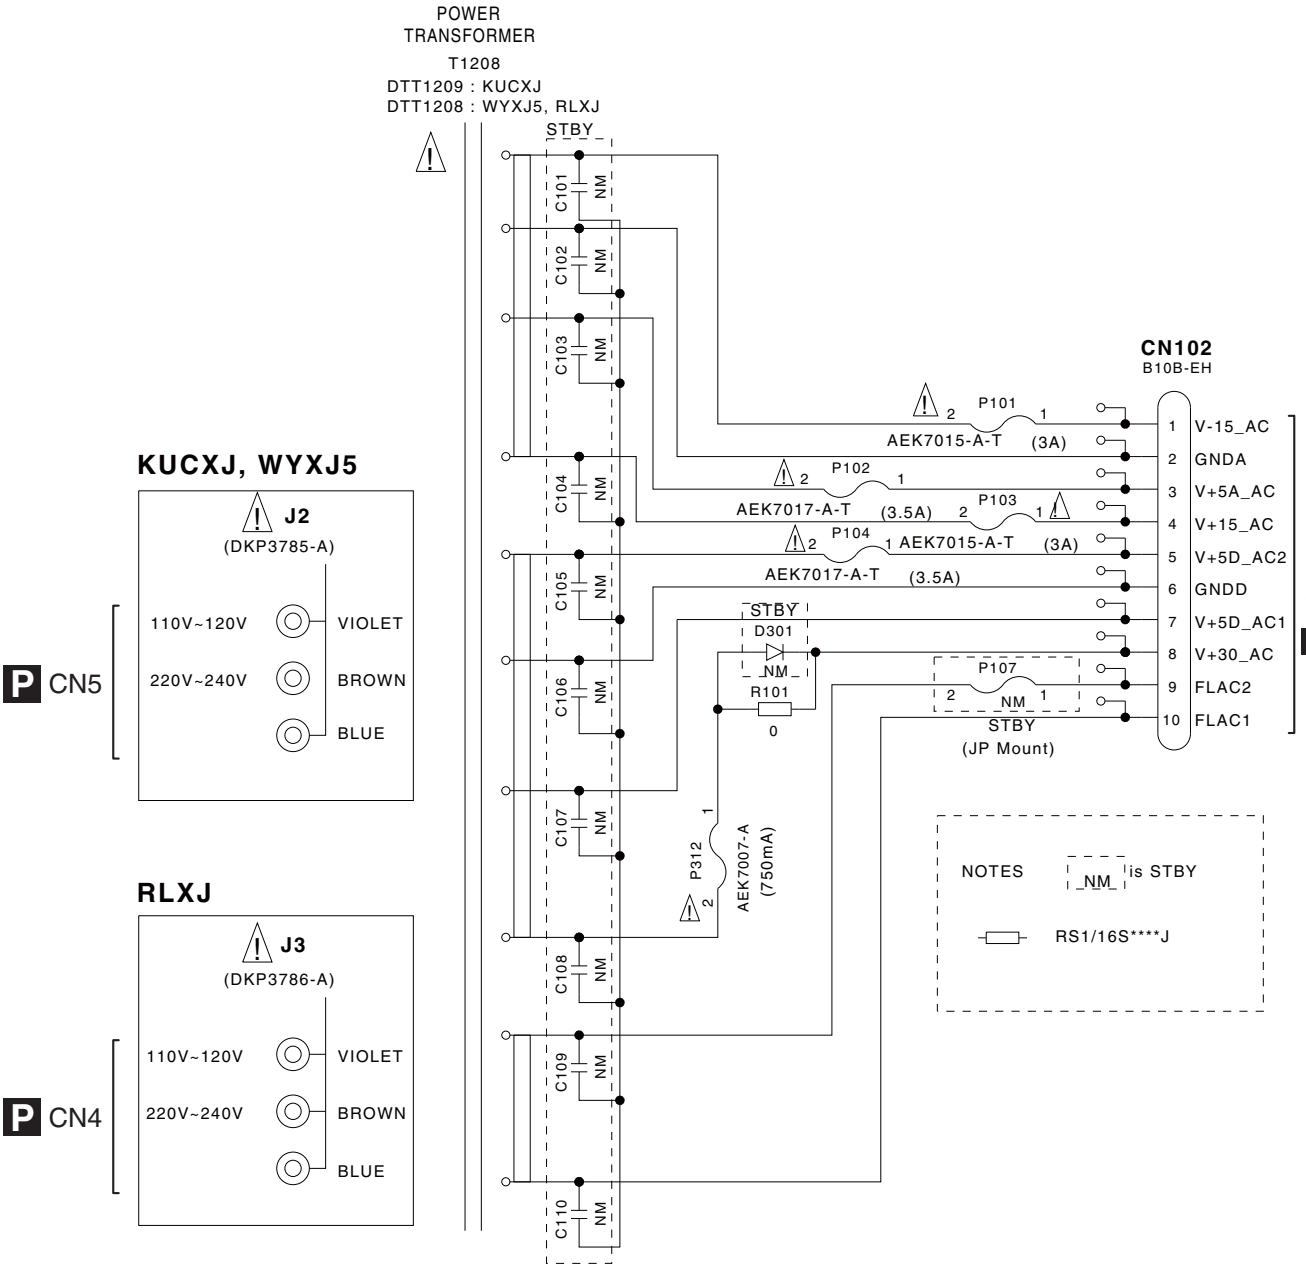 POWER
TRANSFORMER
T1208
DTT1209 : KUCXJ
DTT1208 : WYXJ5, RLXJ
STBY
C101
NM
C102
NM
C103
NM
C104
NM
C105
NM
C106
NM
C107
NM
C108
NM
C109
NM
C110
NM
KUCXJ, WYXJ5
! J2
(DKP3785-A)
110V~120V VIOLET
220V~240V BROWN
BLUE
P CN5
RLXJ
! J3
(DKP3786-A)
110V~120V VIOLET
220V~240V BROWN
BLUE
P CN4
CN102
B10B-EH
! 2 P101 1
AEK7015-A-T (3A)
! 2 P102 1
AEK7017-A-T (3.5A)
2 P103 1 !
AEK7015-A-T (3A)
! 2 P104 1
AEK7017-A-T (3.5A)
STBY
D301
NM
R101
0
P107
2 NM 1
STBY
(JP Mount)
1
P312
2
!
AEK7007-A
(750mA)
1 V-15_AC
2 GNDA
3 V+5A_AC
4 V+15_AC
5 V+5D_AC2
6 GNDD
7 V+5D_AC1
8 V+30_AC
9 FLAC2
10 FLAC1
NOTES NM is STBY
RS1/16S****J